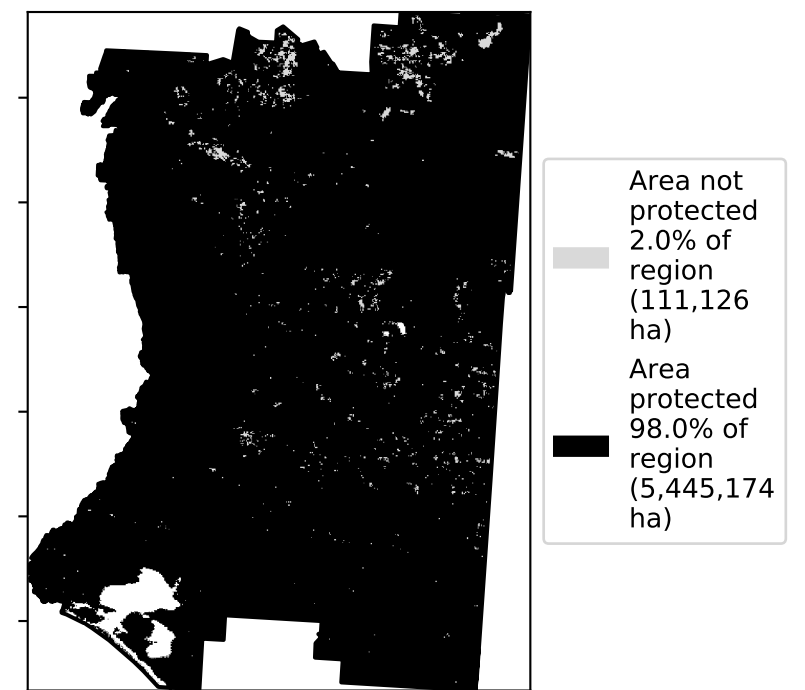 Area not
protected
2.0% of
region
(111,126
ha)
Area
protected
98.0% of
region
(5,445,174
ha)